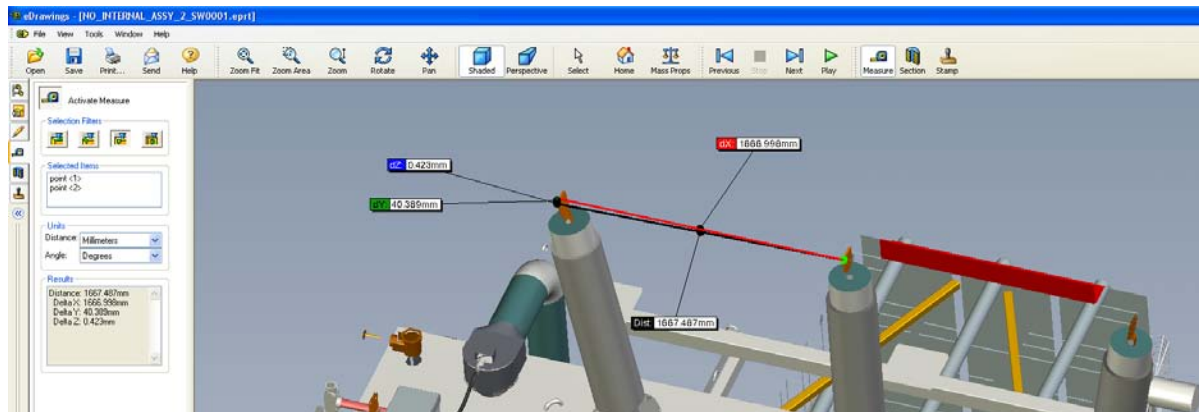 eDrawings - [NO_INTERNAL_ASSY_2_SW0001.eprt]
File View Tools Window Help
Open Save Print... Send Help Zoom Fit Zoom Area Zoom Rotate Pan Shaded Perspective Select Home Mass Props Previous Stop Next Play Measure Section Stamp
Activate Measure
Selection Filters
Selected Items
point <1>
point <2>
Units
Distance: Millimeters
Angle: Degrees
Results
Distance: 1667.487mm
Delta X: 1666.998mm
Delta Y: 40.389mm
Delta Z: 0.423mm
dX: 1666.998mm
dZ: 0.423mm
dY: 40.389mm
Dist: 1667.487mm